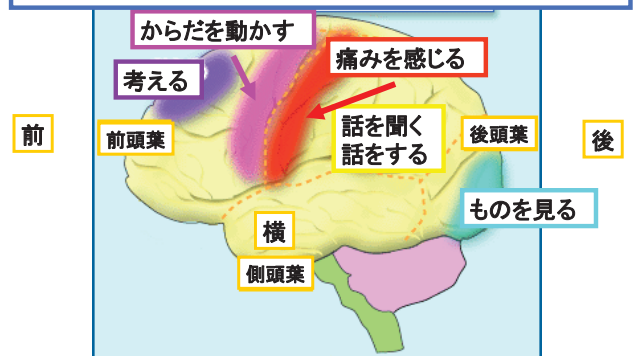 からだを動かす
考える
痛みを感じる
前
前頭葉
話を聞く
話をする
後頭葉
後
ものを見る
横
側頭葉